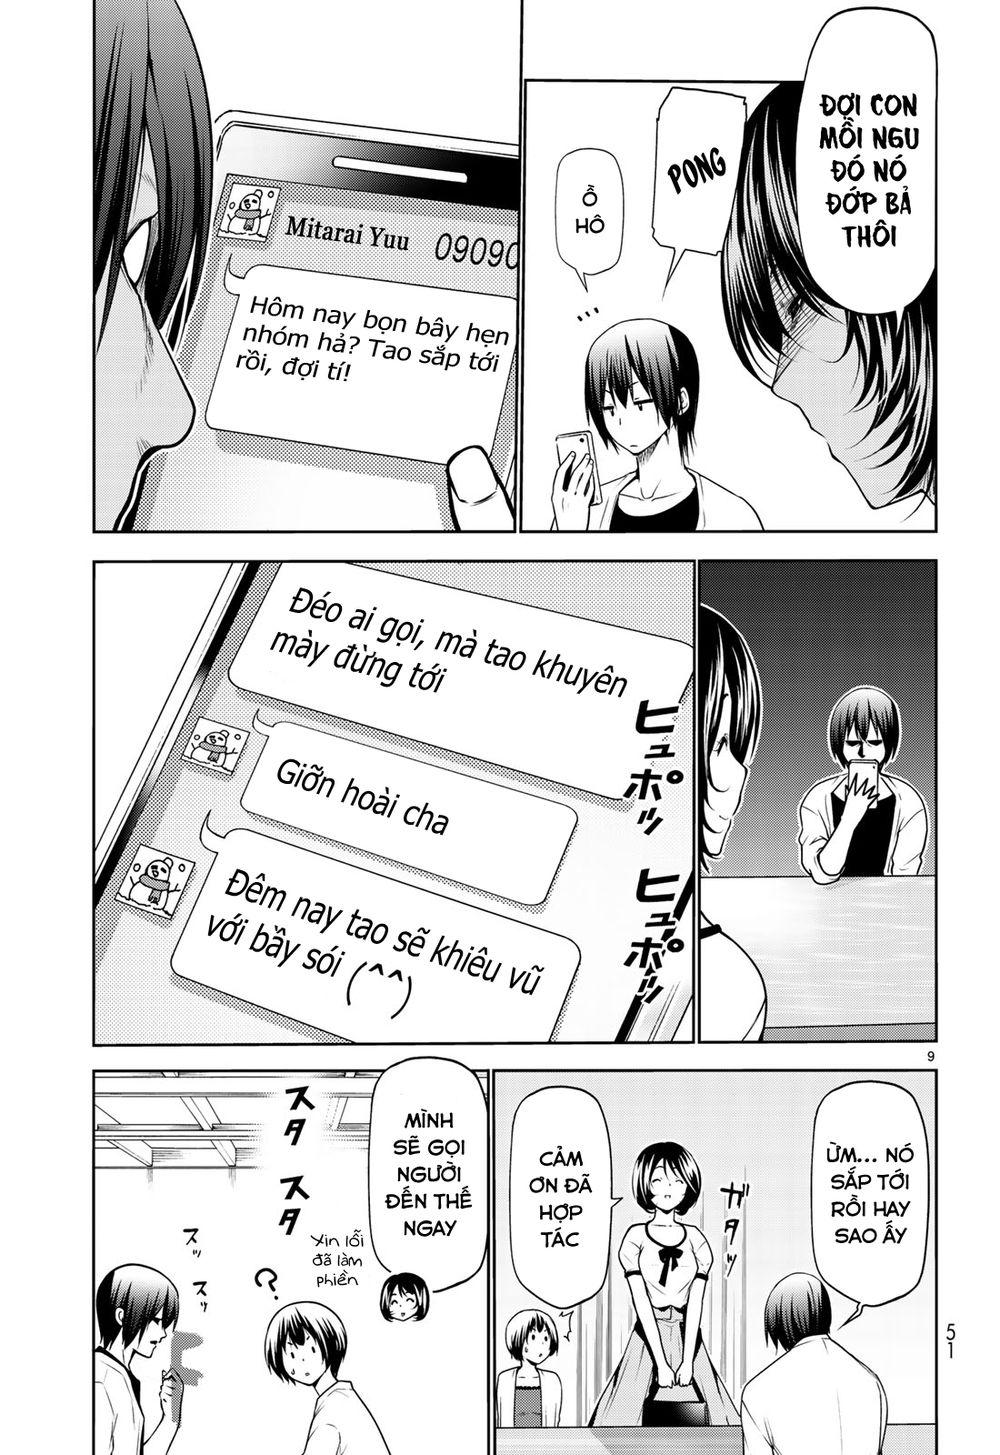 ĐỢI CON
MỒI NGU
ĐÓ NÓ
ĐỚP BẢ
THÔI
PONG
Ồ
HÔ
Mitarai Yuu 09090
Hôm nay bọn bây hẹn
nhóm hả? Tao sắp tới
rồi, đợi tí!
Đéo ai gọi, mà tao khuyên
mày đừng tới
Giỡn hoài cha
Đêm nay tao sẽ khiêu vũ
với bầy sói (^^)
ヒュポッ
ヒュポッ
9
ỪM... NÓ
SẮP TỚI
RỒI HAY
SAO ẤY
ガタッ
CẢM
ƠN ĐÃ
HỢP
TÁC
MÌNH
SẼ GỌI
NGƯỜI
ĐẾN THẾ
NGAY
Xin lỗi
đã làm
phiền
スタ
スタ
スッ
スッ
?
51